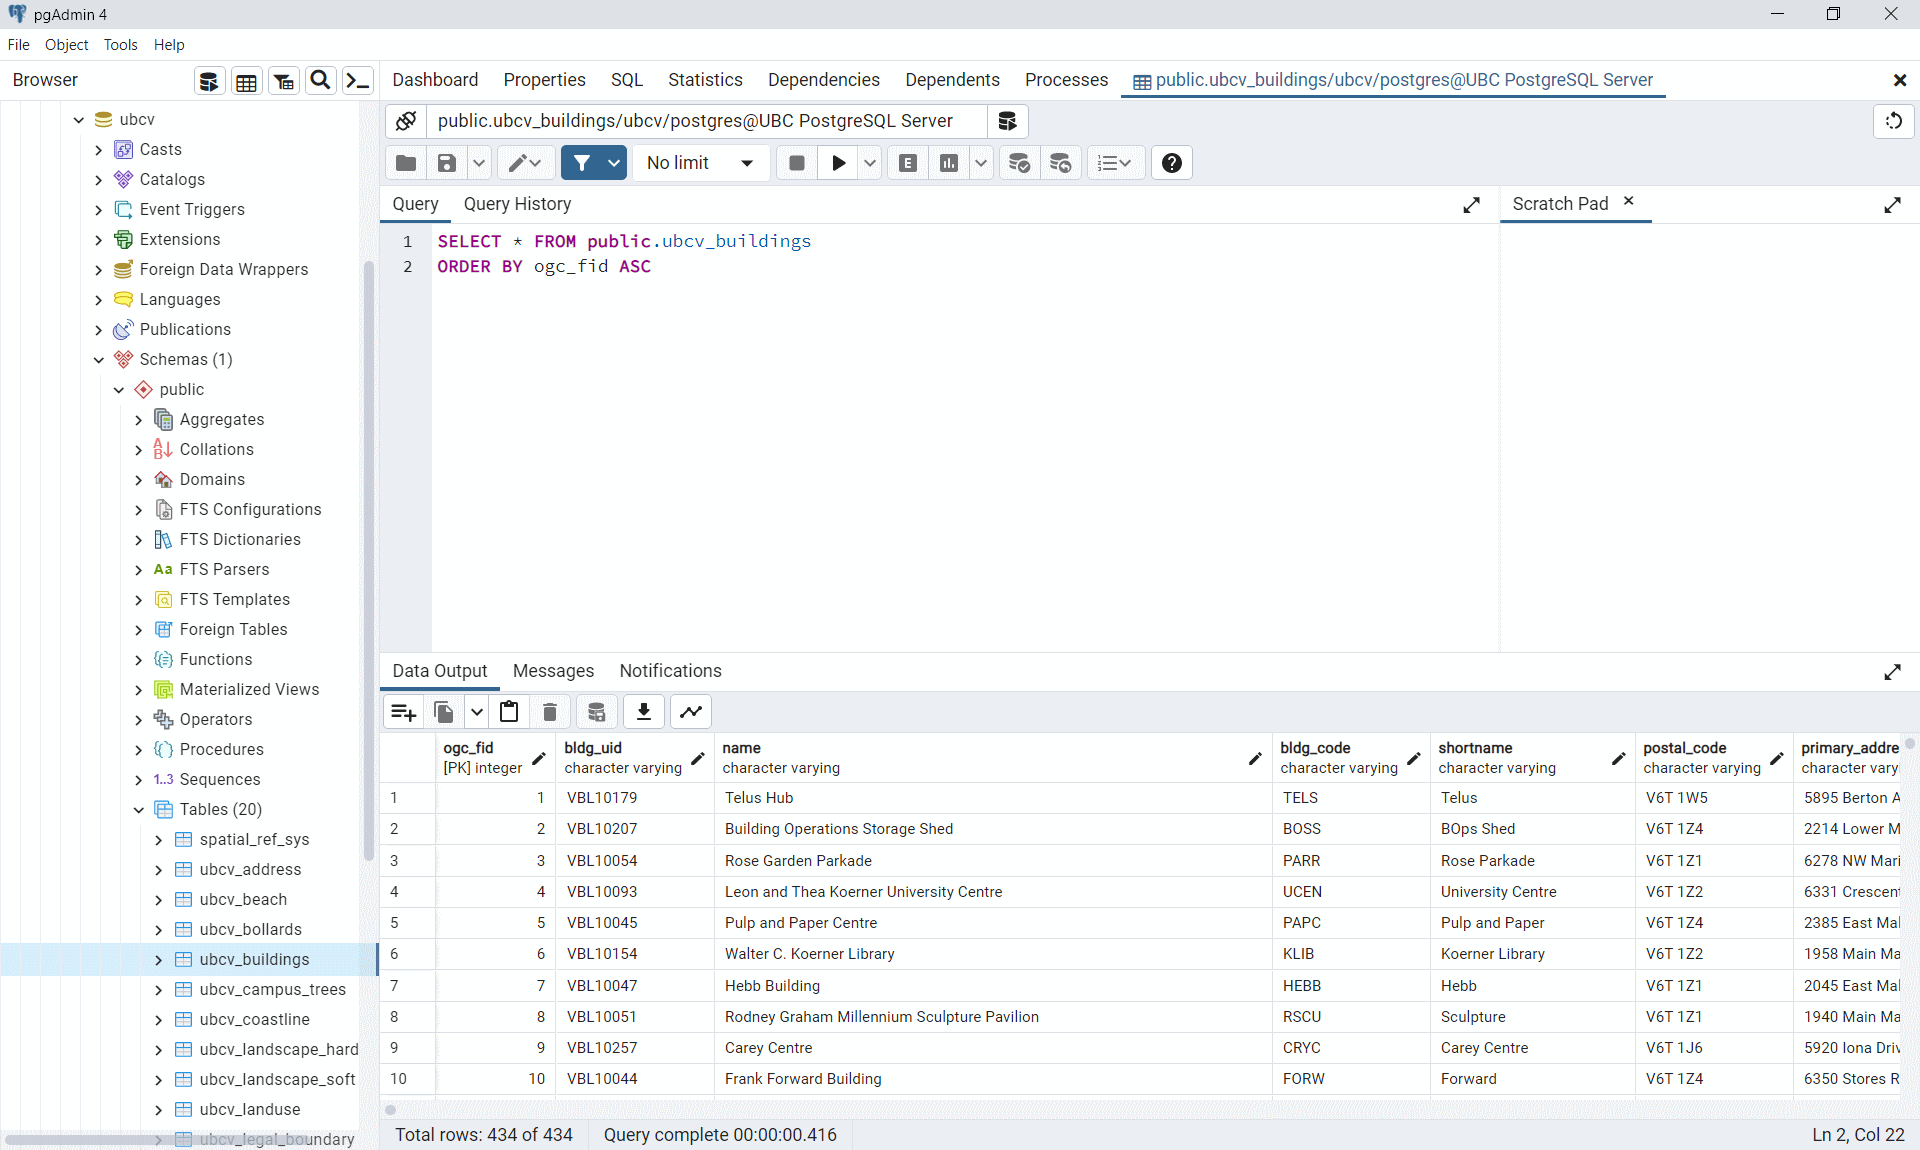 pgAdmin 4
File Object Tools Help
Browser
Dashboard Properties SQL Statistics Dependencies Dependents Processes public.ubcv_buildings/ubcv/postgres@UBC PostgreSQL Server
public.ubcv_buildings/ubcv/postgres@UBC PostgreSQL Server
No limit
E
Query Query History
Scratch Pad
1 SELECT * FROM public.ubcv_buildings
2 ORDER BY ogc_fid ASC
ubcv
Casts
Catalogs
Event Triggers
Extensions
Foreign Data Wrappers
Languages
Publications
Schemas (1)
public
Aggregates
Collations
Domains
FTS Configurations
FTS Dictionaries
Aa FTS Parsers
FTS Templates
Foreign Tables
Functions
Materialized Views
Operators
Procedures
1..3 Sequences
Tables (20)
spatial_ref_sys
ubcv_address
ubcv_beach
ubcv_bollards
ubcv_buildings
ubcv_campus_trees
ubcv_coastline
ubcv_landscape_hard
ubcv_landscape_soft
ubcv_landuse
ubcv_legal_boundary
Data Output Messages Notifications
ogc_fid bldg_uid name bldg_code shortname postal_code primary_addre
[PK] integer character varying character varying character varying character varying character varying character varyi
1 1 VBL10179 Telus Hub TELS Telus V6T 1W5 5895 Berton A
2 2 VBL10207 Building Operations Storage Shed BOSS BOps Shed V6T 1Z4 2214 Lower M
3 3 VBL10054 Rose Garden Parkade PARR Rose Parkade V6T 1Z1 6278 NW Mari
4 4 VBL10093 Leon and Thea Koerner University Centre UCEN University Centre V6T 1Z2 6331 Crescent
5 5 VBL10045 Pulp and Paper Centre PAPC Pulp and Paper V6T 1Z4 2385 East Mal
6 6 VBL10154 Walter C. Koerner Library KLIB Koerner Library V6T 1Z2 1958 Main Ma
7 7 VBL10047 Hebb Building HEBB Hebb V6T 1Z1 2045 East Mal
8 8 VBL10051 Rodney Graham Millennium Sculpture Pavilion RSCU Sculpture V6T 1Z1 1940 Main Ma
9 9 VBL10257 Carey Centre CRYC Carey Centre V6T 1J6 5920 Iona Driv
10 10 VBL10044 Frank Forward Building FORW Forward V6T 1Z4 6350 Stores R
Total rows: 434 of 434 Query complete 00:00:00.416 Ln 2, Col 22